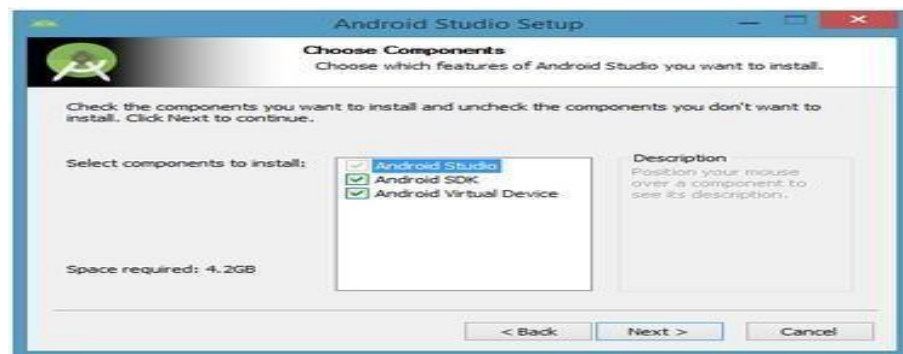 Android Studio Setup
Choose Components
Choose which features of Android Studio you want to install.
Check the components you want to install and uncheck the components you don't want to
install. Click Next to continue.
Select components to install:
Android Studio
Android SDK
Android Virtual Device
Description
Position your mouse
over a component to
see its description.
Space required: 4.2GB
< Back
Next >
Cancel